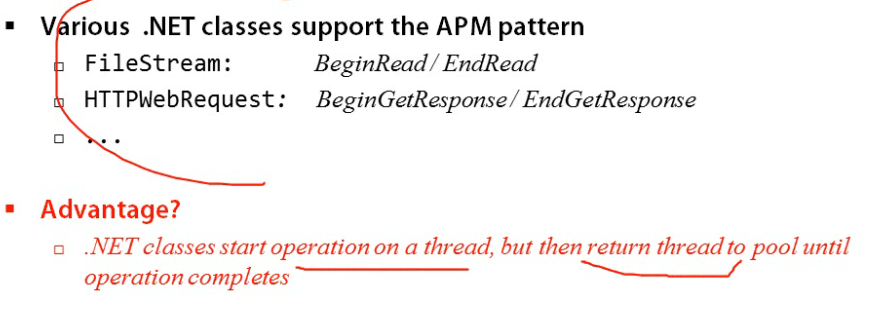 Various .NET classes support the APM pattern
FileStream: BeginRead / EndRead
HTTPWebRequest: BeginGetResponse / EndGetResponse
...
Advantage?
.NET classes start operation on a thread, but then return thread to pool until
operation completes